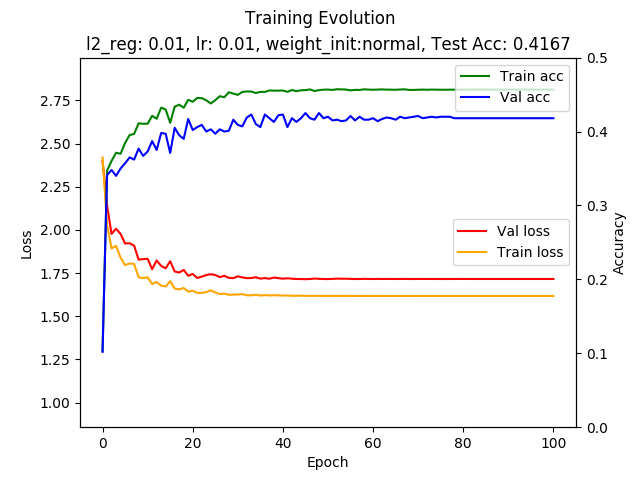 Training Evolution
l2_reg: 0.01, lr: 0.01, weight_init:normal, Test Acc: 0.4167
Train acc
Val acc
Val loss
Train loss
Loss
2.75
2.50
2.25
2.00
1.75
1.50
1.25
1.00
0.5
0.4
0.3
0.2
0.1
0.0
Accuracy
0
20
40
60
80
100
Epoch